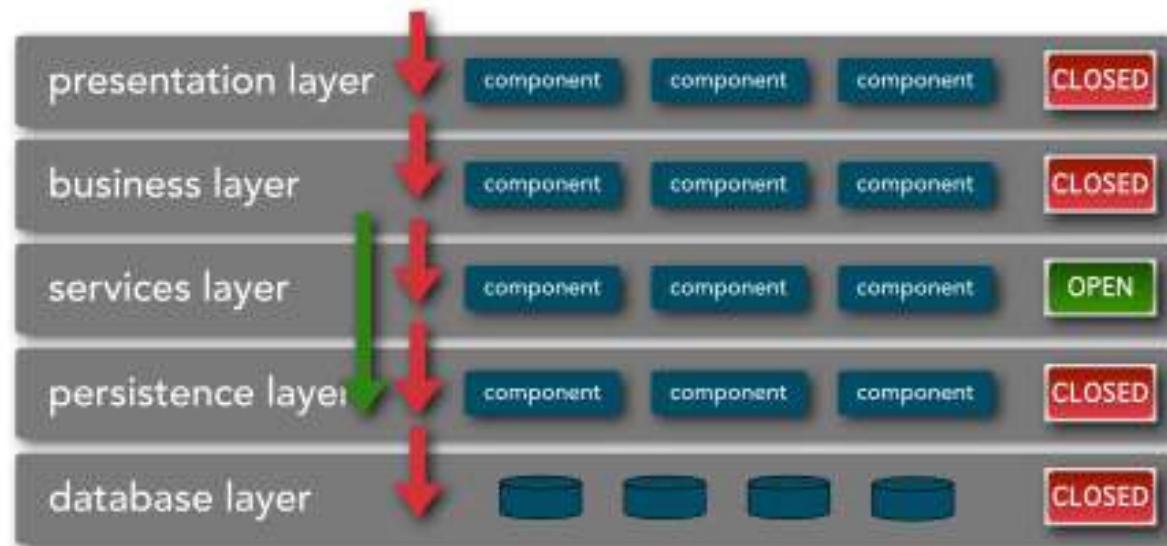 presentation layer component component component CLOSED
business layer component component component CLOSED
services layer component component component OPEN
persistence layer component component component CLOSED
database layer CLOSED